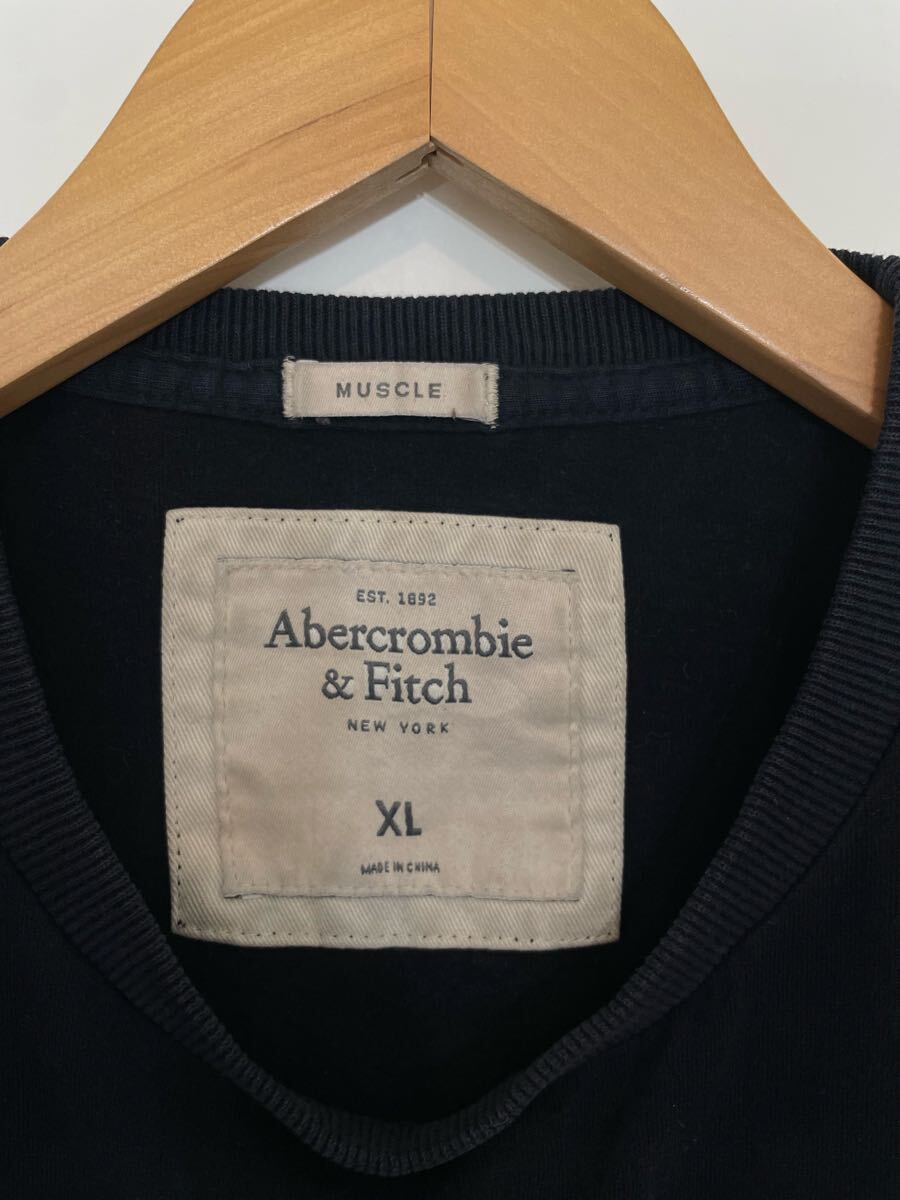 MUSCLE
EST. 1892
Abercrombie
& Fitch
NEW YORK
XL
MADE IN CHINA